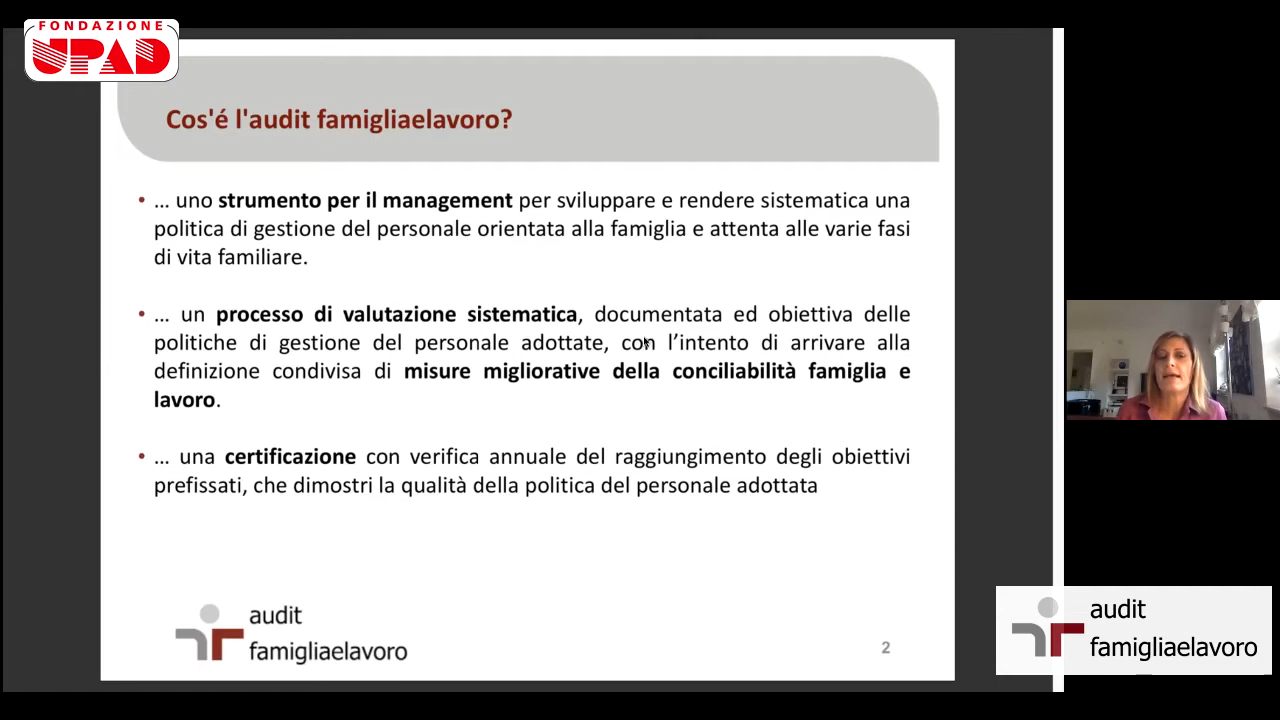 FONDAZIONE
UPAD
Cos'é l'audit famigliaelavoro?
• ... uno strumento per il management per sviluppare e rendere sistematica una
politica di gestione del personale orientata alla famiglia e attenta alle varie fasi
di vita familiare.
• ... un processo di valutazione sistematica, documentata ed obiettiva delle
politiche di gestione del personale adottate, con l’intento di arrivare alla
definizione condivisa di misure migliorative della conciliabilità famiglia e
lavoro.
• ... una certificazione con verifica annuale del raggiungimento degli obiettivi
prefissati, che dimostri la qualità della politica del personale adottata
audit
famigliaelavoro
2
audit
famigliaelavoro